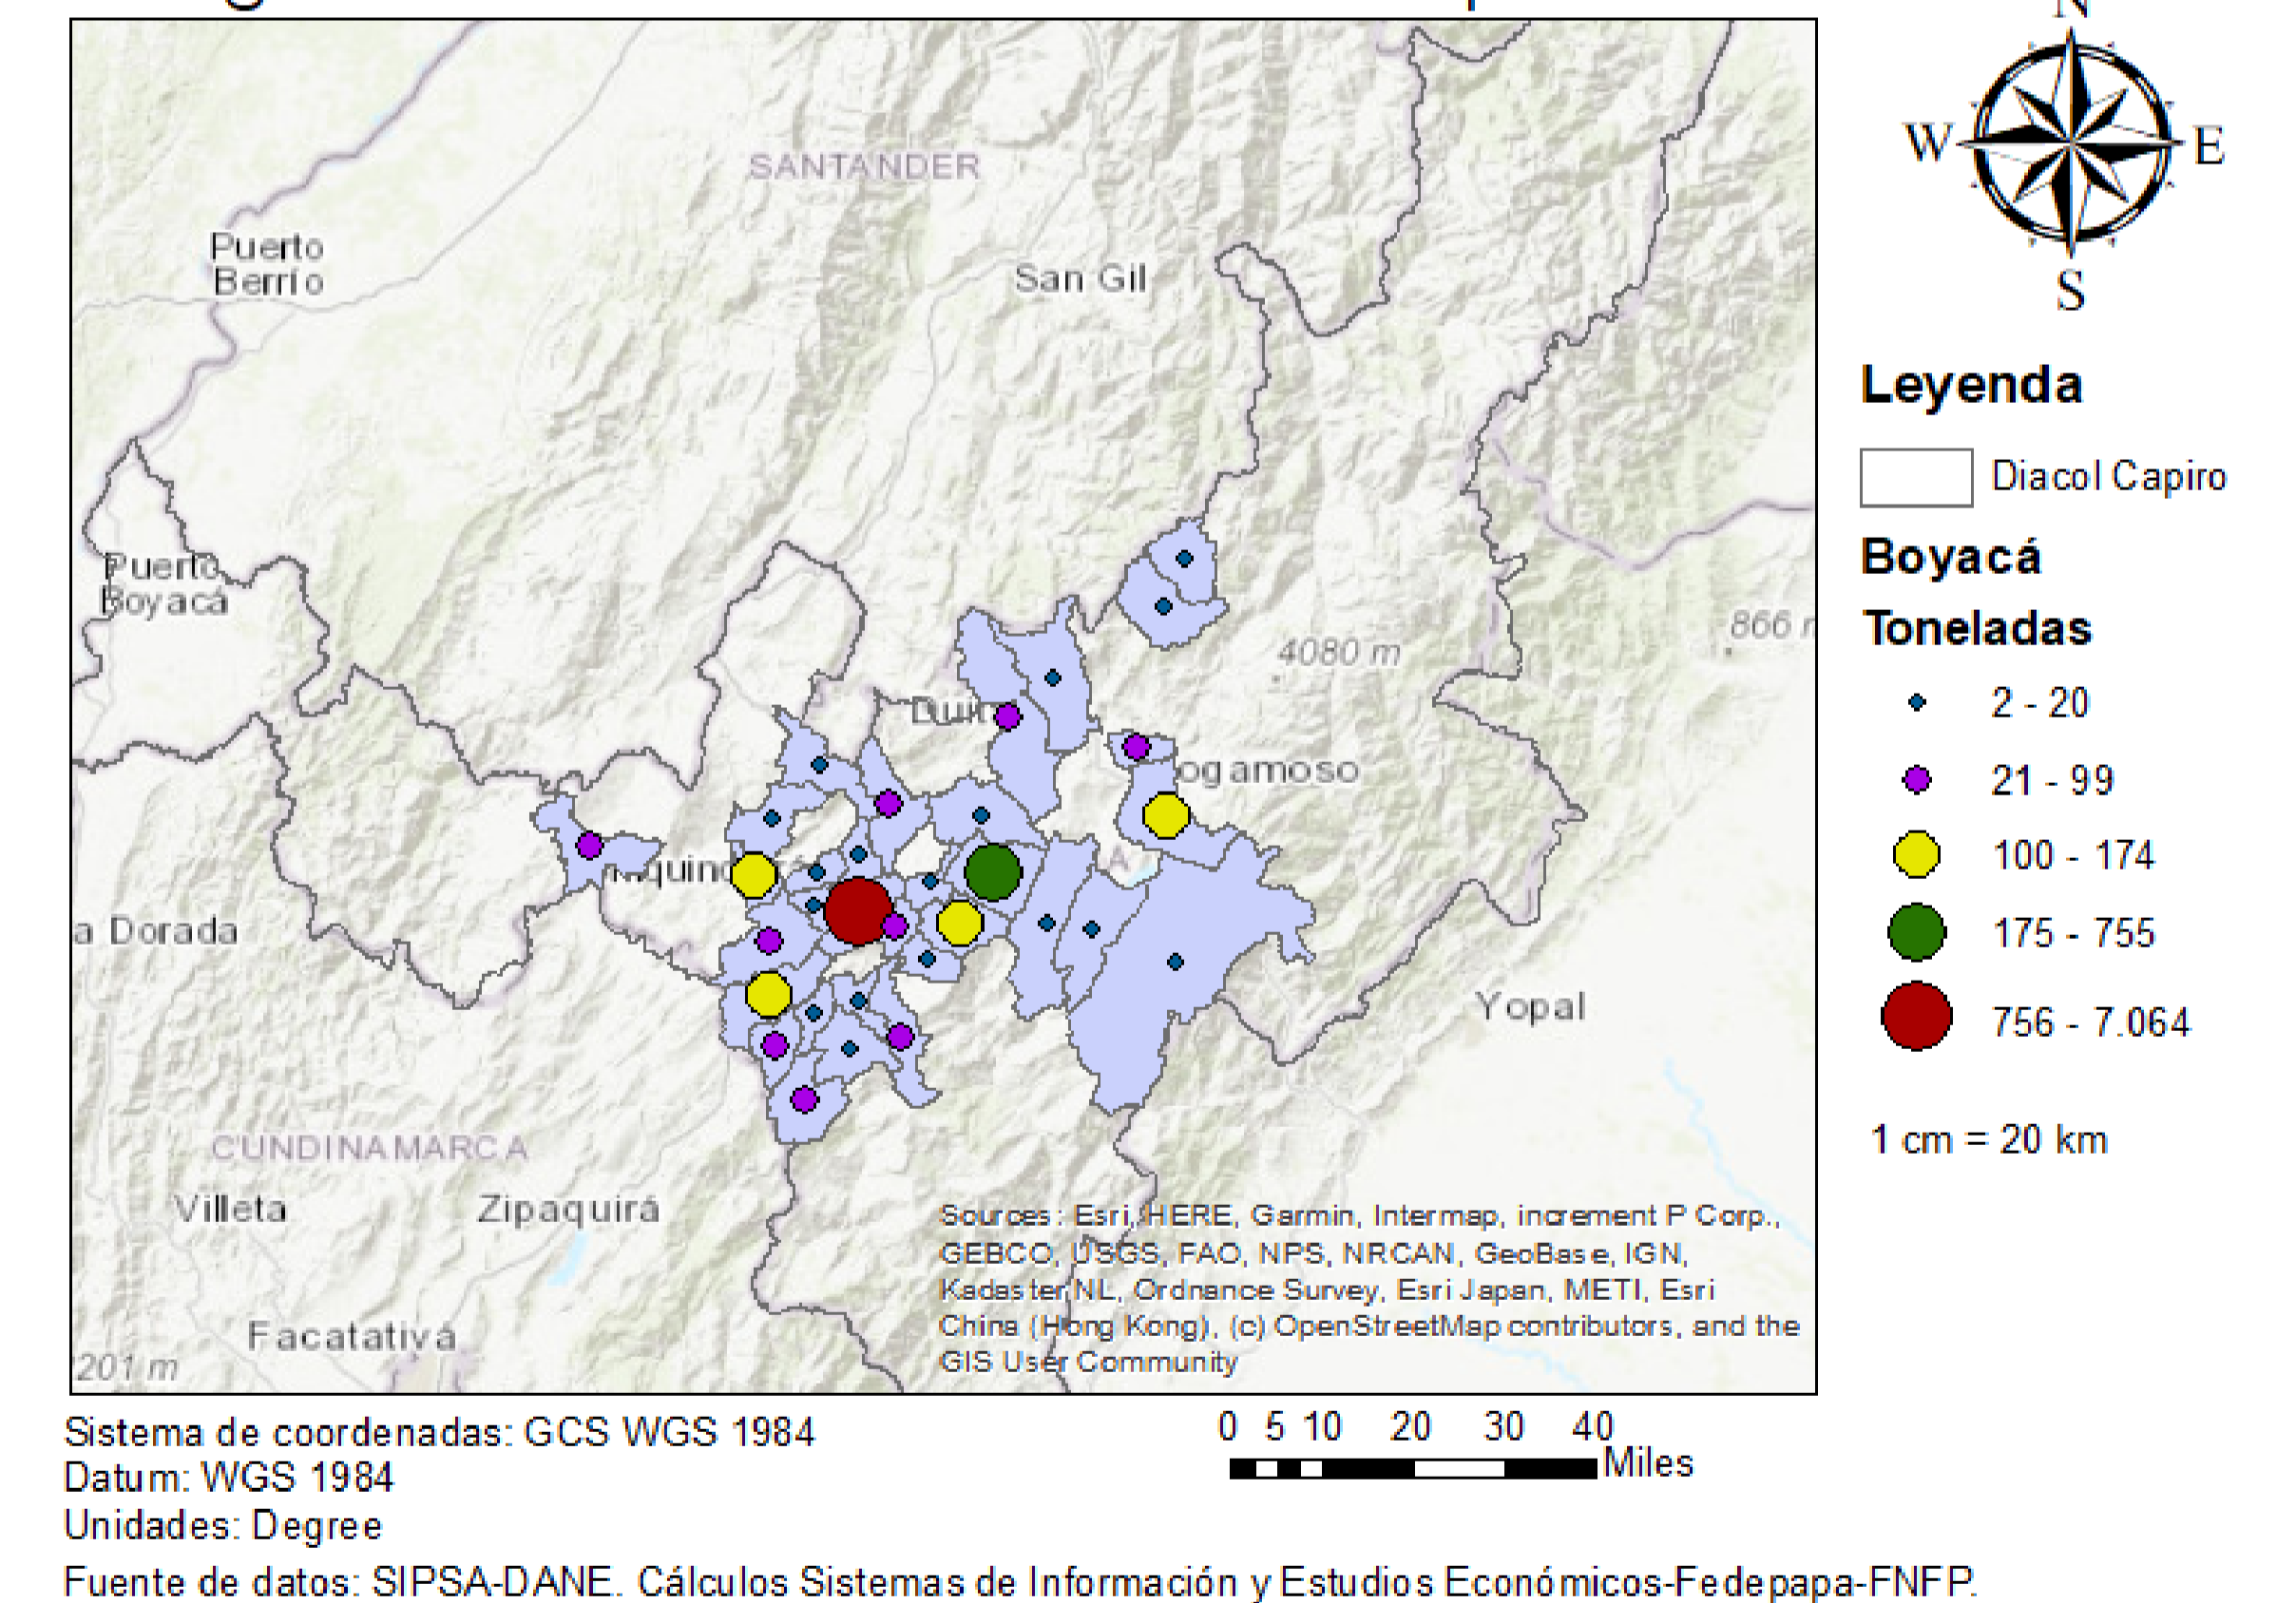 N
W
E
S
SANTANDER
Puerto
Berrío
San Gil
Leyenda
Diacol Capiro
Boyacá
Toneladas
Puerto
Boyacá
866
4080 m
2 - 20
21 - 99
ogamoso
100 - 174
a Dorada
175 - 755
Yopal
756 - 7.064
1 cm = 20 km
CUNDINAMARCA
Villeta
Zipaquirá
Sources: Esri, HERE, Garmin, Intermap, increment P Corp.,
GEBCO, USGS, FAO, NPS, NRCAN, GeoBase, IGN,
Kadaster NL, Ordnance Survey, Esri Japan, METI, Esri
China (Hong Kong), (c) OpenStreetMap contributors, and the
GIS User Community
Facatativá
201 m
0 5 10 20 30 40
Miles
Sistema de coordenadas: GCS WGS 1984
Datum: WGS 1984
Unidades: Degree
Fuente de datos: SIPSA-DANE. Cálculos Sistemas de Información y Estudios Económicos-Fedepapa-FNFP.